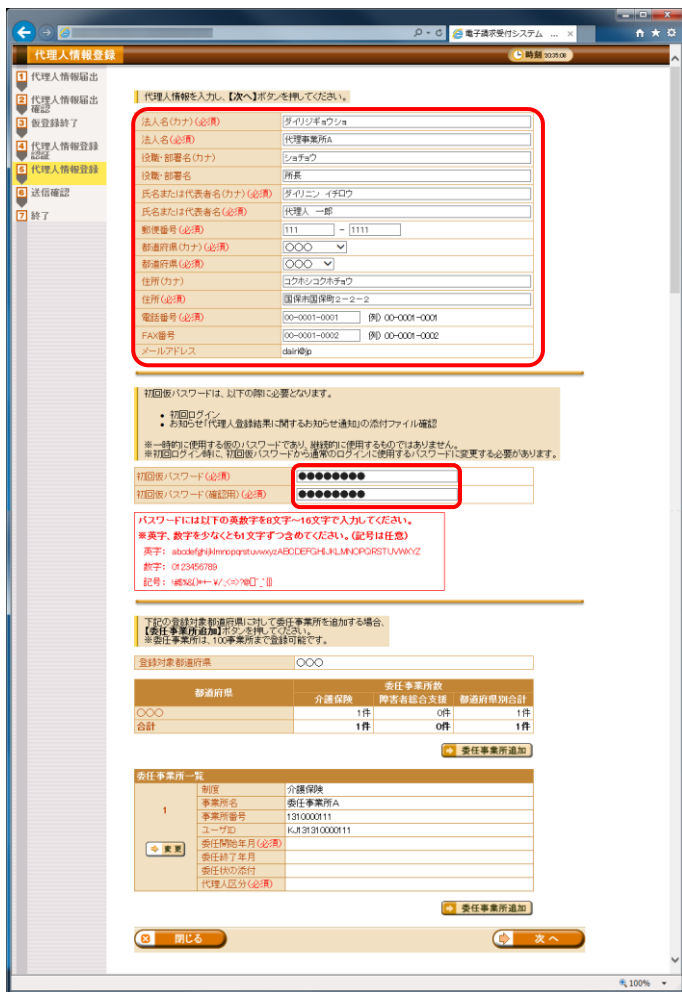 電子請求受付システム ... ×
代理人情報登録
時刻 20:35:06
1 代理人情報届出
2 代理人情報届出確認
3 仮登録終了
4 代理人情報登録認証
5 代理人情報登録
6 送信確認
7 終了
代理人情報を入力し、【次へ】ボタンを押してください。
法人名(カナ)(必須) ダイリジギョウショ
法人名(必須) 代理事業所A
役職・部署名(カナ) ショチョウ
役職・部署名 所長
氏名または代表者名(カナ)(必須) ダイリニン イチロウ
氏名または代表者名(必須) 代理人 一郎
郵便番号(必須) 111 - 1111
都道府県(カナ)(必須) ○○○
都道府県(必須) ○○○
住所(カナ) コクホシコクホチョウ
住所(必須) 国保市国保町2-2-2
電話番号(必須) 00-0001-0001 例) 00-0001-0001
FAX番号 00-0001-0002 例) 00-0001-0002
メールアドレス dairi@jp
初回仮パスワードは、以下の際に必要となります。
• 初回ログイン
• お知らせ「代理人登録結果に関するお知らせ通知」の添付ファイル確認
※一時的に使用する仮のパスワードであり、継続的に使用するものではありません。
※初回ログイン時に、初回仮パスワードから通常のログインに使用するパスワードに変更する必要があります。
初回仮パスワード(必須) ●●●●●●●●
初回仮パスワード(確認用)(必須) ●●●●●●●●
パスワードには以下の英数字を8文字～16文字で入力してください。
※英字、数字を少なくとも1文字ずつ含めてください。(記号は任意)
英字: abcdefghijklmnopqrstuvwxyzABCDEFGHIJKLMNOPQRSTUVWXYZ
数字: 0123456789
記号:
下記の登録対象都道府県に対して委任事業所を追加する場合、
【委任事業所追加】ボタンを押してください。
※委任事業所は、100事業所まで登録可能です。
登録対象都道府県 ○○○
都道府県 委任事業所数
介護保険 障害者総合支援 都道府県別合計
○○○ 1件 0件 1件
合計 1件 0件 1件
委任事業所追加
委任事業所一覧
1 変更
制度 介護保険
事業所名 委任事業所A
事業所番号 1310000111
ユーザID KJ131310000111
委任開始年月(必須)
委任終了年月
委任状の添付
代理人区分(必須)
委任事業所追加
閉じる 次へ
100%